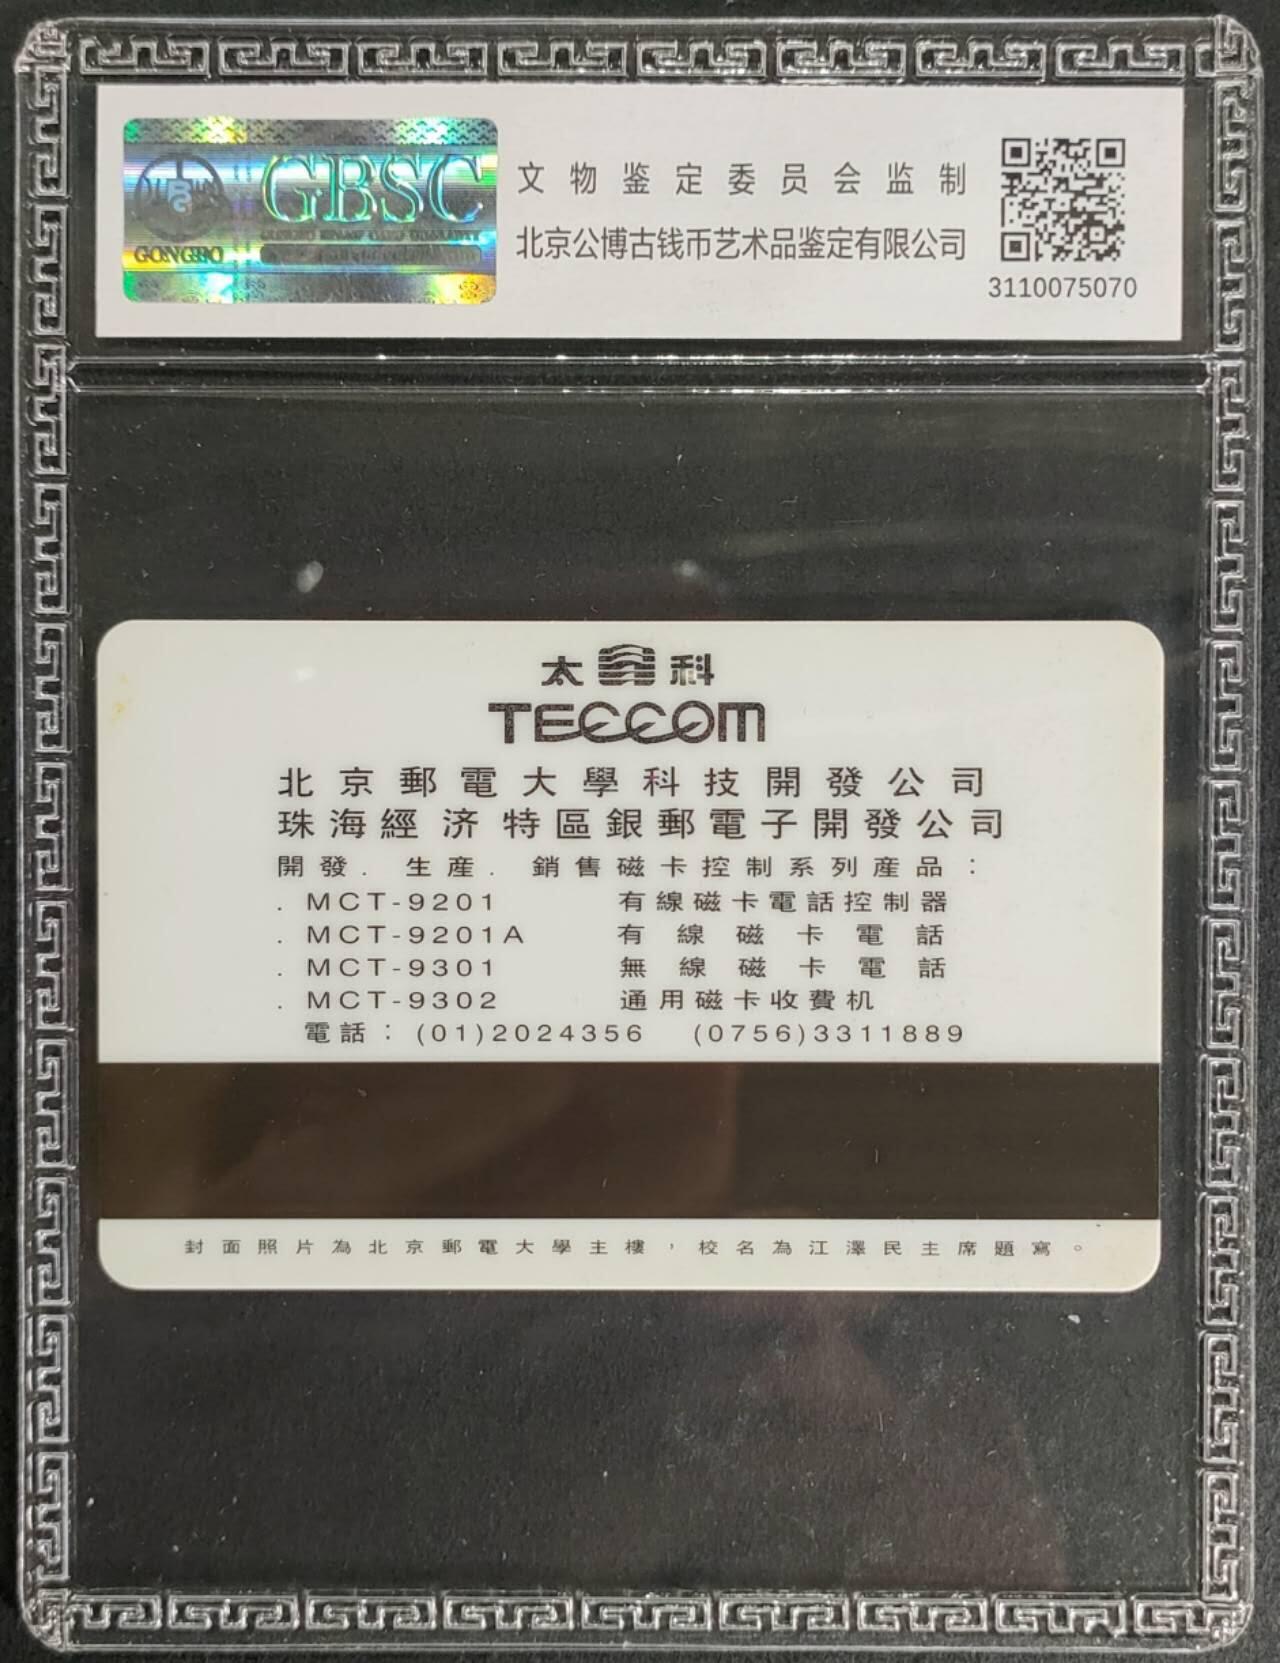 GBSC
GONGBO
文物鉴定委员会监制
北京公博古钱币艺术品鉴定有限公司
3110075070
太科
TECCOM
北京郵電大學科技開發公司
珠海經济特區銀郵電子開發公司
開發. 生産. 銷售磁卡控制系列産品：
. MCT-9201 有線磁卡電話控制器
. MCT-9201A 有線磁卡電話
. MCT-9301 無線磁卡電話
. MCT-9302 通用磁卡收費机
電話：(01)2024356 (0756)3311889
封面照片為北京郵電大學主樓，校名為江澤民主席題寫。